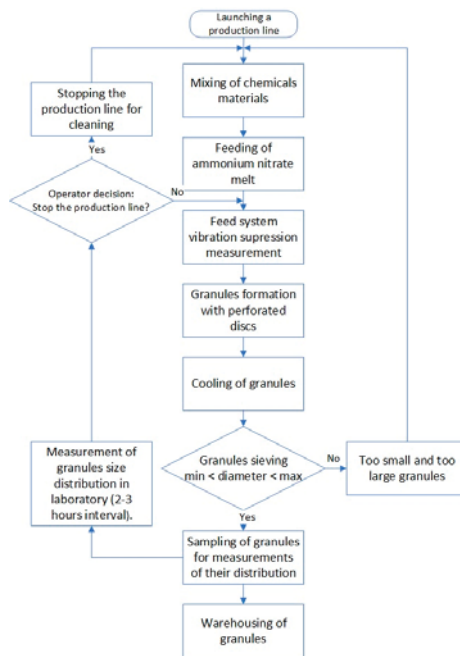 Launching a
production line
Mixing of chemicals
materials
Stopping the
production line for
cleaning
Yes
Feeding of
ammonium nitrate
melt
Operator decision:
Stop the production line?
No
Feed system
vibration supression
measurement
Granules formation
with perforated
discs
Cooling of granules
Granules sieving
min < diameter < max
No
Too small and too
large granules
Measurement of
granules size
distribution in
laboratory (2-3
hours interval).
Yes
Sampling of granules
for measurements
of their distribution
Warehousing of
granules